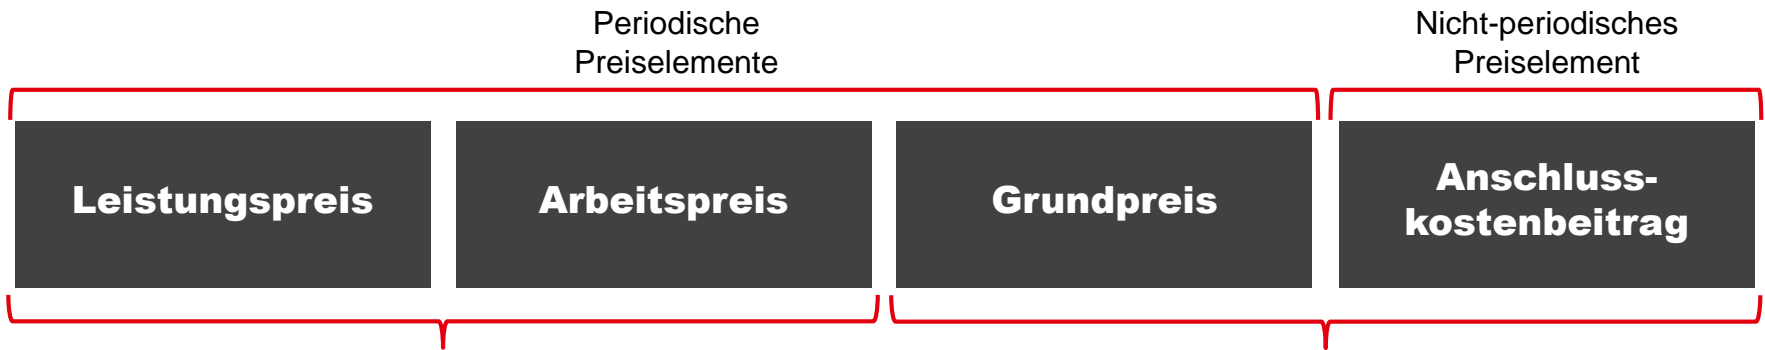 Periodische
Preiselemente
Nicht-periodisches
Preiselement
Leistungspreis
Arbeitspreis
Grundpreis
Anschluss-
kostenbeitrag